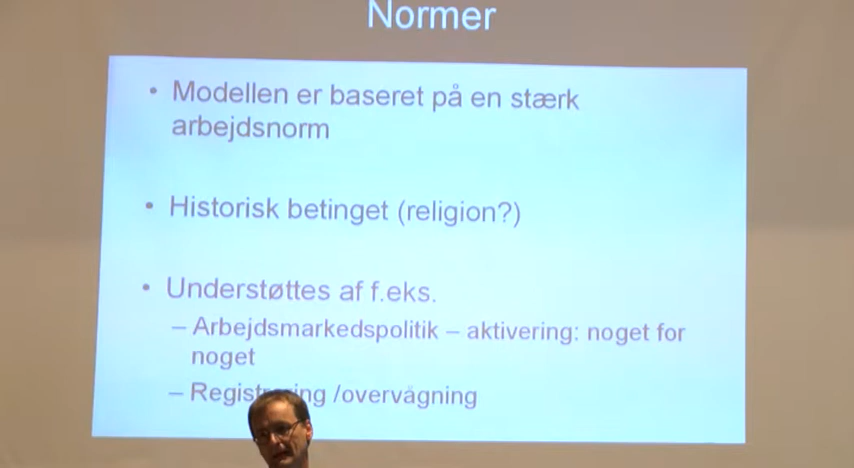 Normer
• Modellen er baseret på en stærk
arbejdsnorm
• Historisk betinget (religion?)
• Understøttes af f.eks.
– Arbejdsmarkedspolitik – aktivering: noget for
noget
– Registrering /overvågning